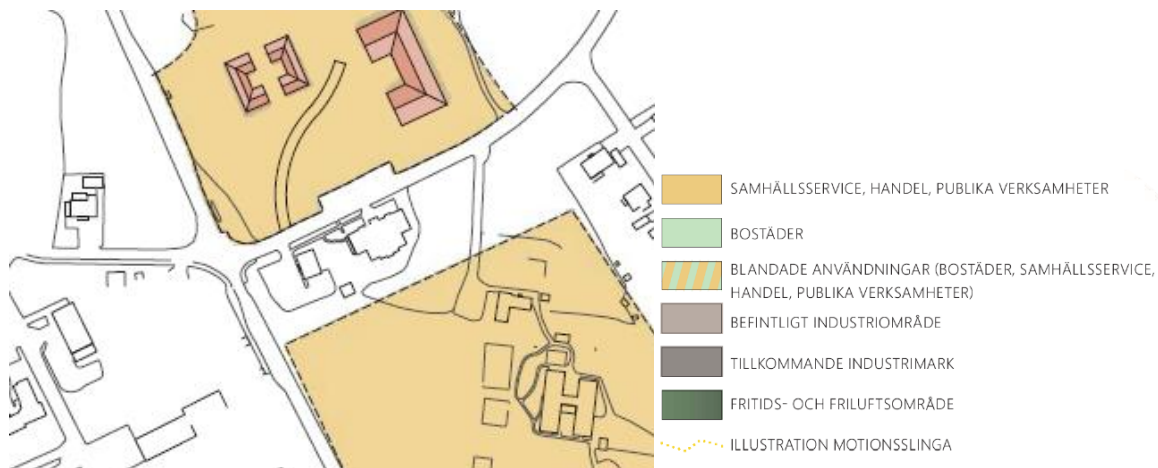 SAMHÄLLSSERVICE, HANDEL, PUBLIKA VERKSAMHETER
BOSTÄDER
BLANDADE ANVÄNDNINGAR (BOSTÄDER, SAMHÄLLSSERVICE,
HANDEL, PUBLIKA VERKSAMHETER)
BEFINTLIGT INDUSTRIOMRÅDE
TILLKOMMANDE INDUSTRIMARK
FRITIDS- OCH FRILUFTSOMRÅDE
ILLUSTRATION MOTIONSSLINGA